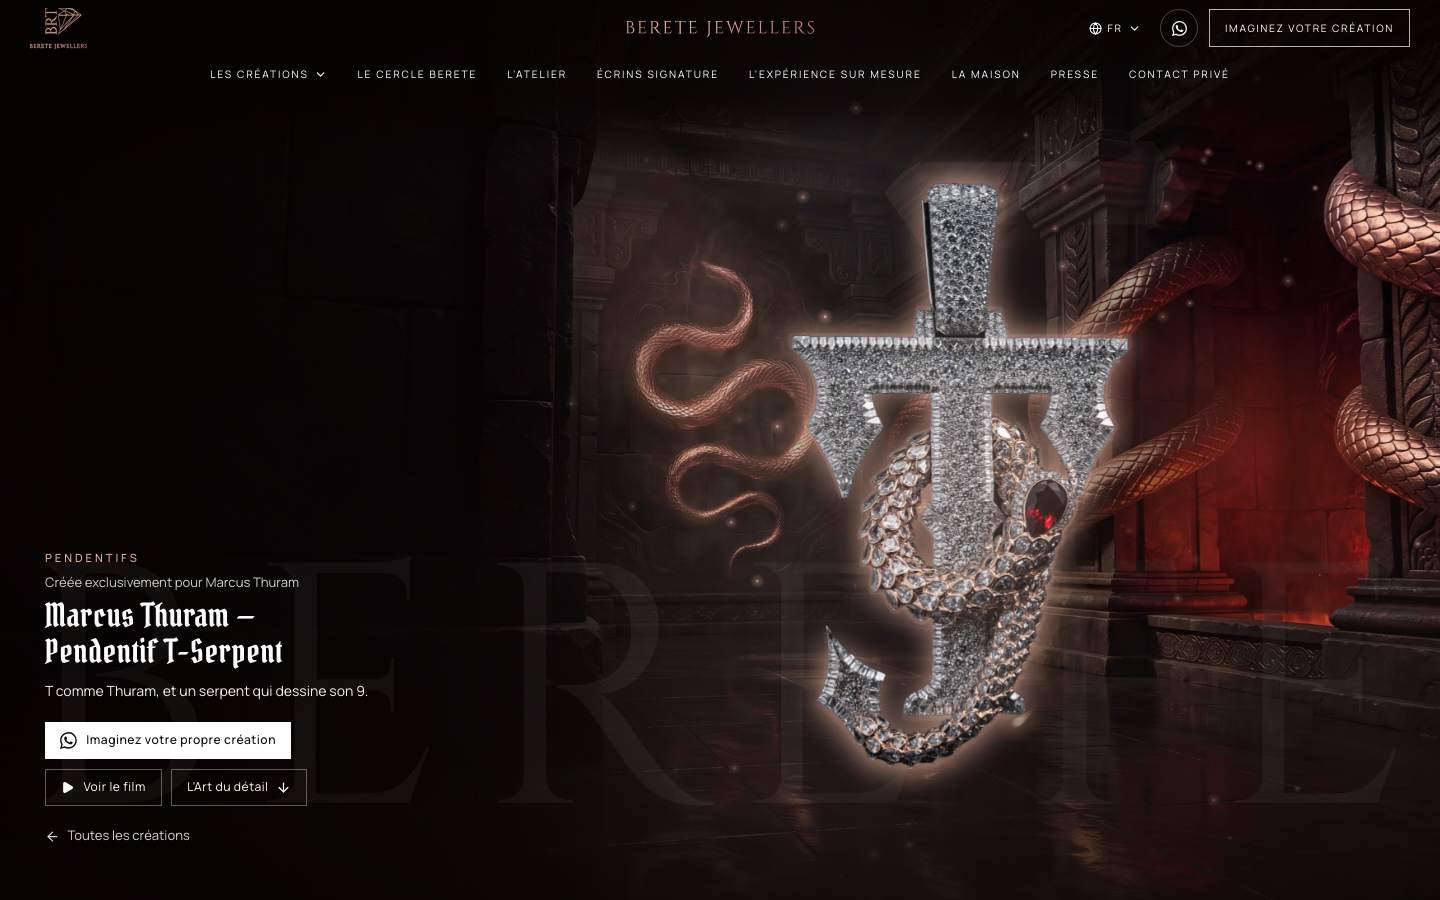 BRT
BERETE JEWELLERS
BERETE JEWELLERS
FR
IMAGINEZ VOTRE CRÉATION
LES CRÉATIONS
LE CERCLE BERETE
L'ATELIER
ÉCRINS SIGNATURE
L'EXPÉRIENCE SUR MESURE
LA MAISON
PRESSE
CONTACT PRIVÉ
BERETE
PENDENTIFS
Créée exclusivement pour Marcus Thuram
Marcus Thuram –
Pendentif T-Serpent
T comme Thuram, et un serpent qui dessine son 9.
Imaginez votre propre création
Voir le film
L'Art du détail
Toutes les créations